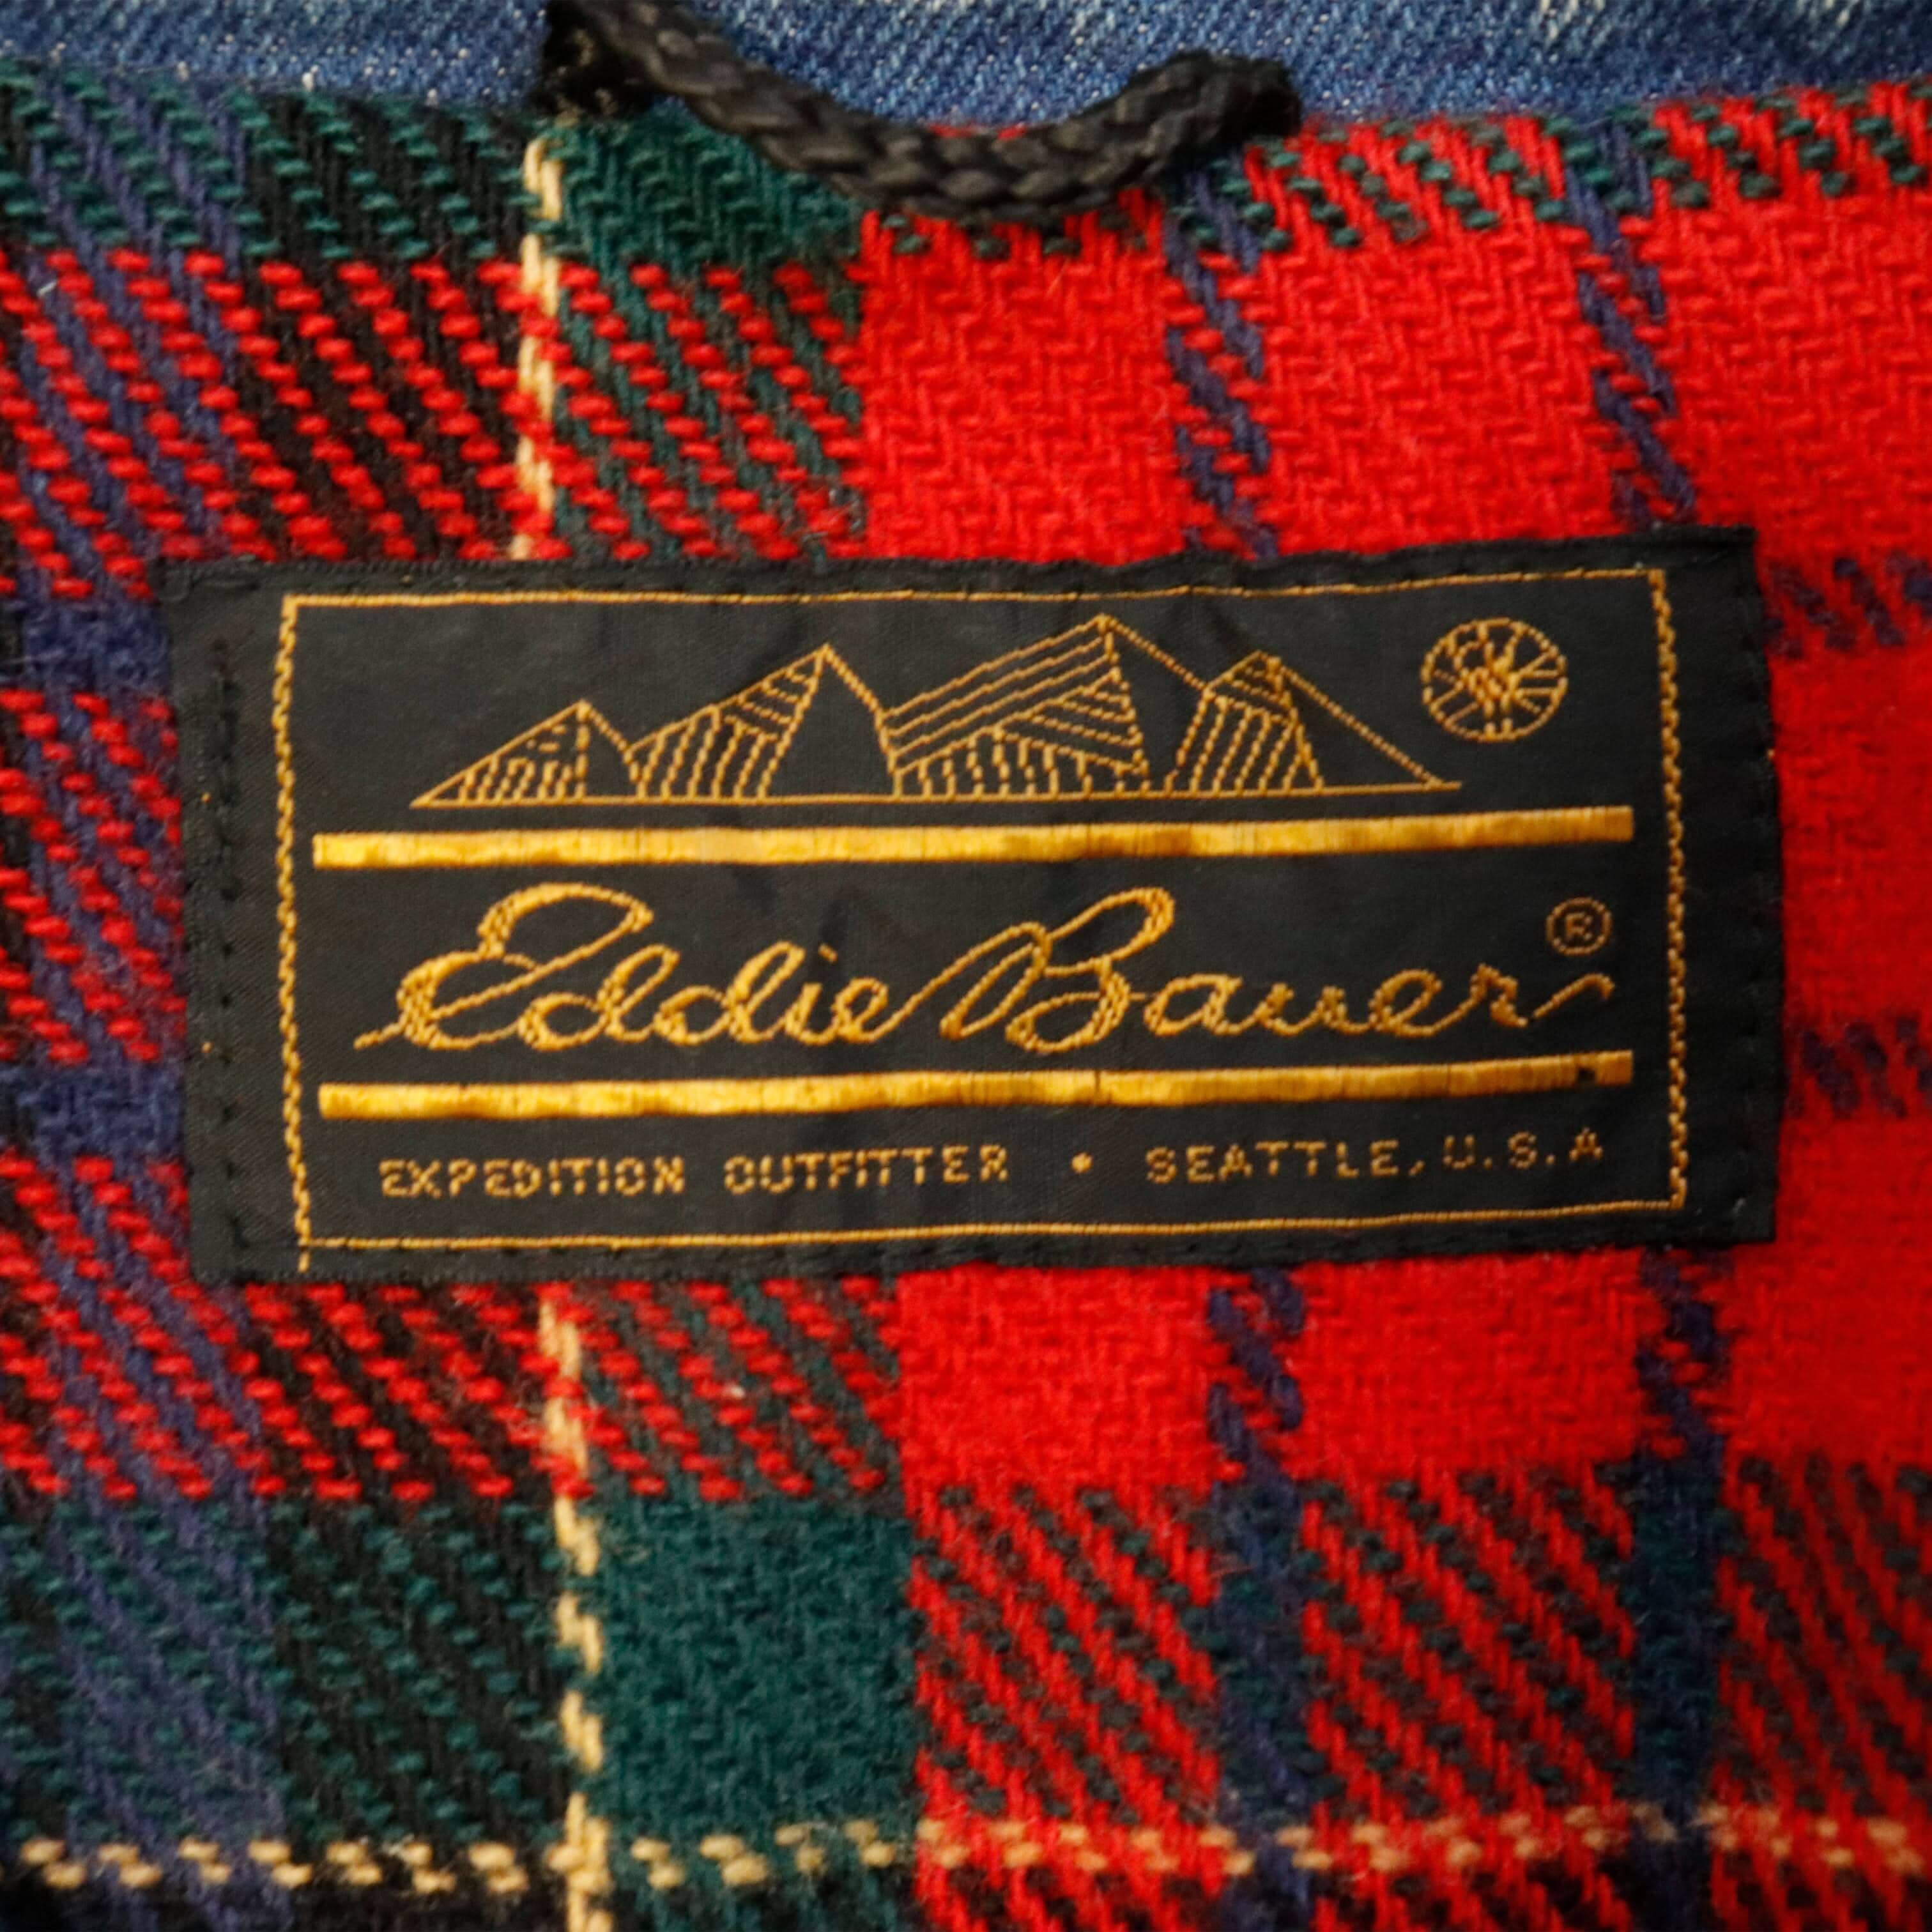 Eddie Bauer ®
EXPEDITION OUTFITTER • SEATTLE, U.S.A